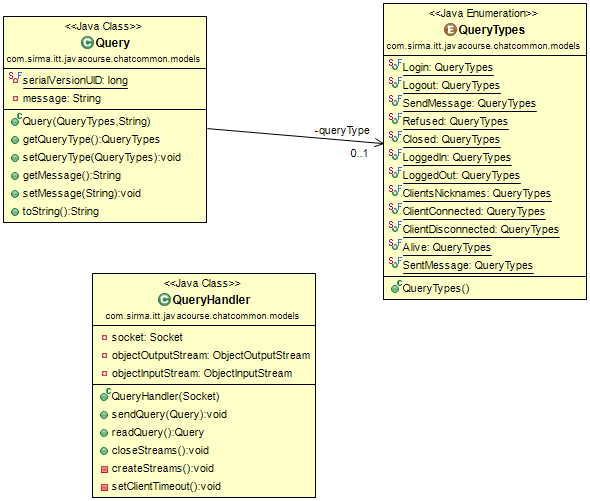 <<Java Class>>
C Query
com.sirma.itt.javacourse.chatcommon.models
S F serialVersionUID: long
message: String
C Query(QueryTypes,String)
getQueryType():QueryTypes
setQueryType(QueryTypes):void
getMessage():String
setMessage(String):void
toString():String
-queryType
0..1
<<Java Enumeration>>
E QueryTypes
com.sirma.itt.javacourse.chatcommon.models
S F Login: QueryTypes
S F Logout: QueryTypes
S F SendMessage: QueryTypes
S F Refused: QueryTypes
S F Closed: QueryTypes
S F LoggedIn: QueryTypes
S F LoggedOut: QueryTypes
S F ClientsNicknames: QueryTypes
S F ClientConnected: QueryTypes
S F ClientDisconnected: QueryTypes
S F Alive: QueryTypes
S F SentMessage: QueryTypes
C QueryTypes()
<<Java Class>>
C QueryHandler
com.sirma.itt.javacourse.chatcommon.models
socket: Socket
objectOutputStream: ObjectOutputStream
objectInputStream: ObjectInputStream
C QueryHandler(Socket)
sendQuery(Query):void
readQuery():Query
closeStreams():void
createStreams():void
setClientTimeout():void